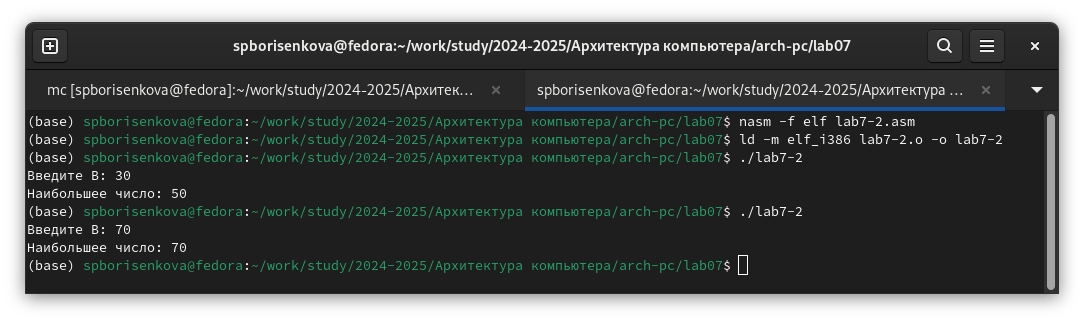 spborisenkova@fedora:~/work/study/2024-2025/Архитектура компьютера/arch-pc/lab07
mc [spborisenkova@fedora]:~/work/study/2024-2025/Архитек... spborisenkova@fedora:~/work/study/2024-2025/Архитектура ...
(base) spborisenkova@fedora:~/work/study/2024-2025/Архитектура компьютера/arch-pc/lab07$ nasm -f elf lab7-2.asm
(base) spborisenkova@fedora:~/work/study/2024-2025/Архитектура компьютера/arch-pc/lab07$ ld -m elf_i386 lab7-2.o -o lab7-2
(base) spborisenkova@fedora:~/work/study/2024-2025/Архитектура компьютера/arch-pc/lab07$ ./lab7-2
Введите В: 30
Наибольшее число: 50
(base) spborisenkova@fedora:~/work/study/2024-2025/Архитектура компьютера/arch-pc/lab07$ ./lab7-2
Введите В: 70
Наибольшее число: 70
(base) spborisenkova@fedora:~/work/study/2024-2025/Архитектура компьютера/arch-pc/lab07$